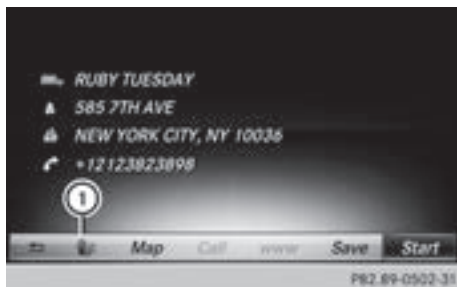 RUBY TUESDAY
585 7TH AVE
NEW YORK CITY, NY 10036
+12123823898
1
Map Call www Save Start
P82.89-0502-31